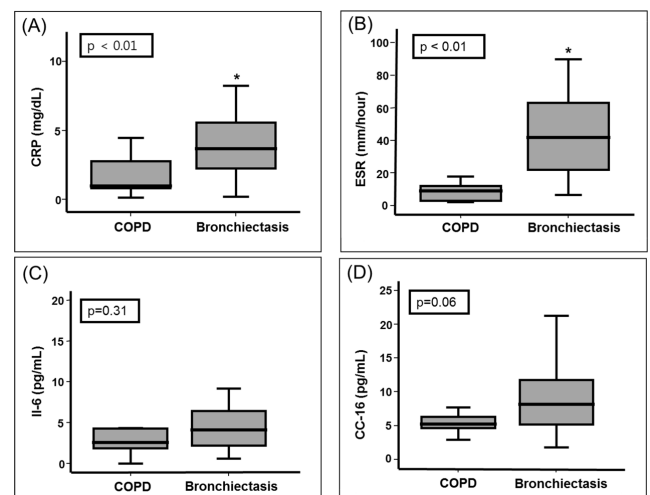 (A)
p < 0.01
10
5
0
CRP (mg/dL)
*
COPD Bronchiectasis
(B)
p < 0.01
100
80
60
40
20
0
ESR (mm/hour)
*
COPD Bronchiectasis
(C)
p=0.31
20
15
10
5
0
Il-6 (pg/mL)
COPD Bronchiectasis
(D)
p=0.06
25
20
15
10
5
0
CC-16 (pg/mL)
COPD Bronchiectasis